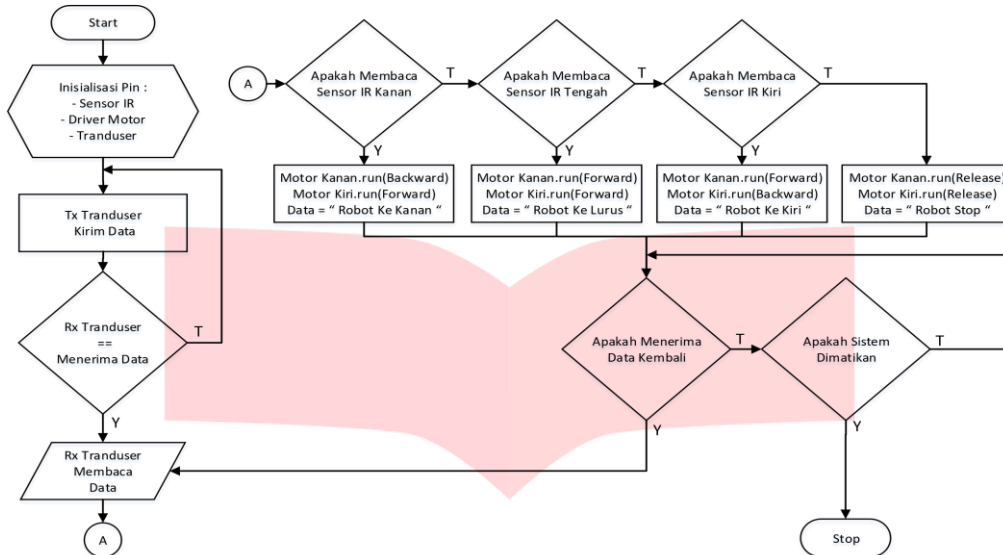 Start
Inisialisasi Pin :
- Sensor IR
- Driver Motor
- Tranduser
Tx Tranduser
Kirim Data
Rx Tranduser
==
Menerima Data
T
Y
Rx Tranduser
Membaca
Data
A
A
Apakah Membaca
Sensor IR Kanan
T
Y
Apakah Membaca
Sensor IR Tengah
T
Y
Apakah Membaca
Sensor IR Kiri
T
Y
Motor Kanan.run(Backward)
Motor Kiri.run(Forward)
Data = “ Robot Ke Kanan “
Motor Kanan.run(Forward)
Motor Kiri.run(Forward)
Data = “ Robot Ke Lurus “
Motor Kanan.run(Forward)
Motor Kiri.run(Backward)
Data = “ Robot Ke Kiri “
Motor Kanan.run(Release)
Motor Kiri.run(Release)
Data = “ Robot Stop “
Apakah Menerima
Data Kembali
T
Y
Apakah Sistem
Dimatikan
T
Y
Stop